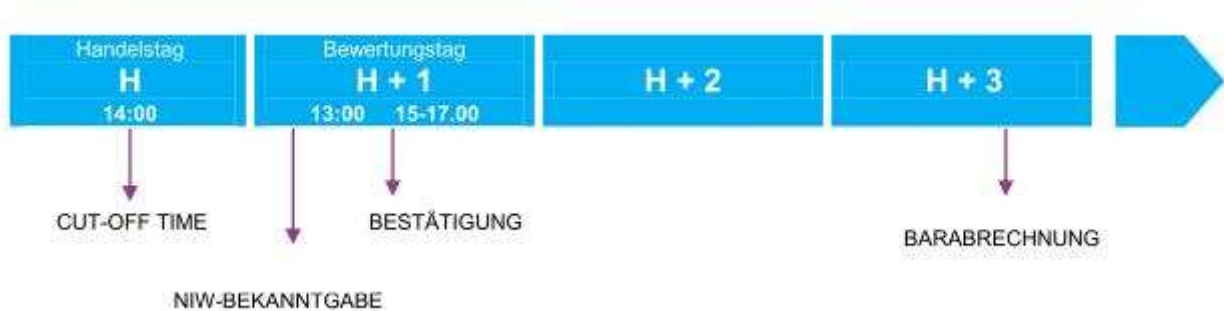 Handelstag
H
14:00
Bewertungstag
H + 1
13:00 15-17.00
H + 2
H + 3
CUT-OFF TIME
BESTÄTIGUNG
BARABRECHNUNG
NIW-BEKANNTGABE